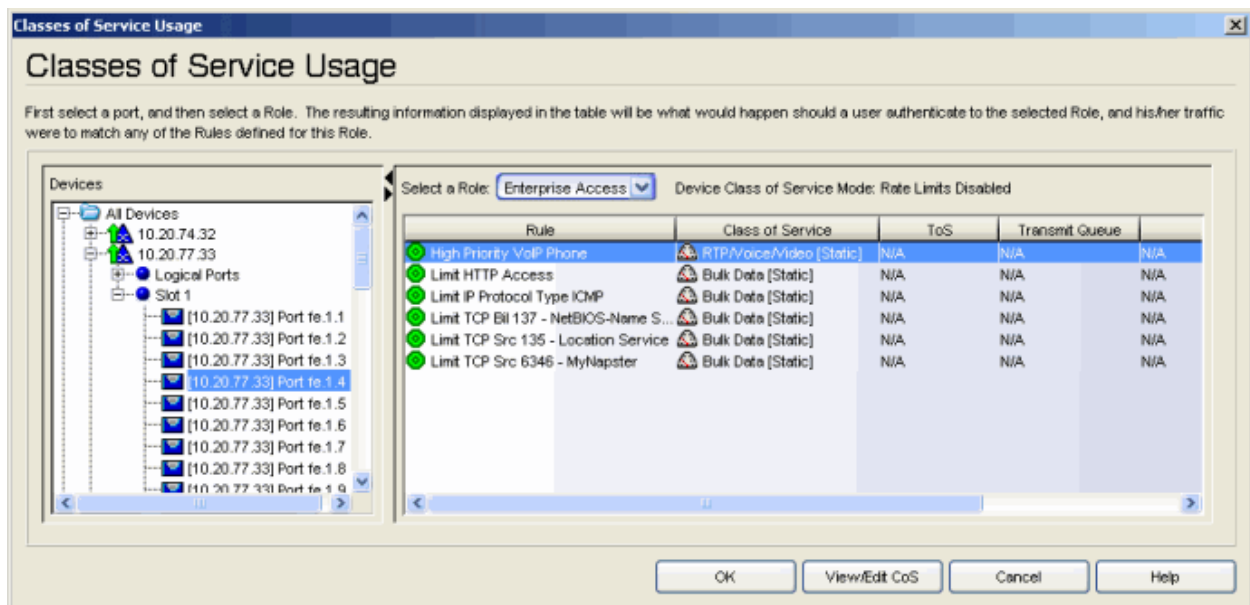 Classes of Service Usage
Classes of Service Usage
First select a port, and then select a Role. The resulting information displayed in the table will be what would happen should a user authenticate to the selected Role, and his/her traffic
were to match any of the Rules defined for this Role.
Devices
All Devices
10.20.74.32
10.20.77.33
Logical Ports
Slot 1
[10.20.77.33] Port fe.1.1
[10.20.77.33] Port fe.1.2
[10.20.77.33] Port fe.1.3
[10.20.77.33] Port fe.1.4
[10.20.77.33] Port fe.1.5
[10.20.77.33] Port fe.1.6
[10.20.77.33] Port fe.1.7
[10.20.77.33] Port fe.1.8
[10.20.77.33] Port fe.1.9
Select a Role: Enterprise Access Device Class of Service Mode: Rate Limits Disabled
Rule Class of Service ToS Transmit Queue
High Priority VoIP Phone RTP/Voice/Video [Static] N/A N/A N/A
Limit HTTP Access Bulk Data [Static] N/A N/A N/A
Limit IP Protocol Type ICMP Bulk Data [Static] N/A N/A N/A
Limit TCP Bil 137 - NetBIOS-Name S... Bulk Data [Static] N/A N/A N/A
Limit TCP Src 135 - Location Service Bulk Data [Static] N/A N/A N/A
Limit TCP Src 6346 - MyNapster Bulk Data [Static] N/A N/A N/A
OK View/Edit CoS Cancel Help